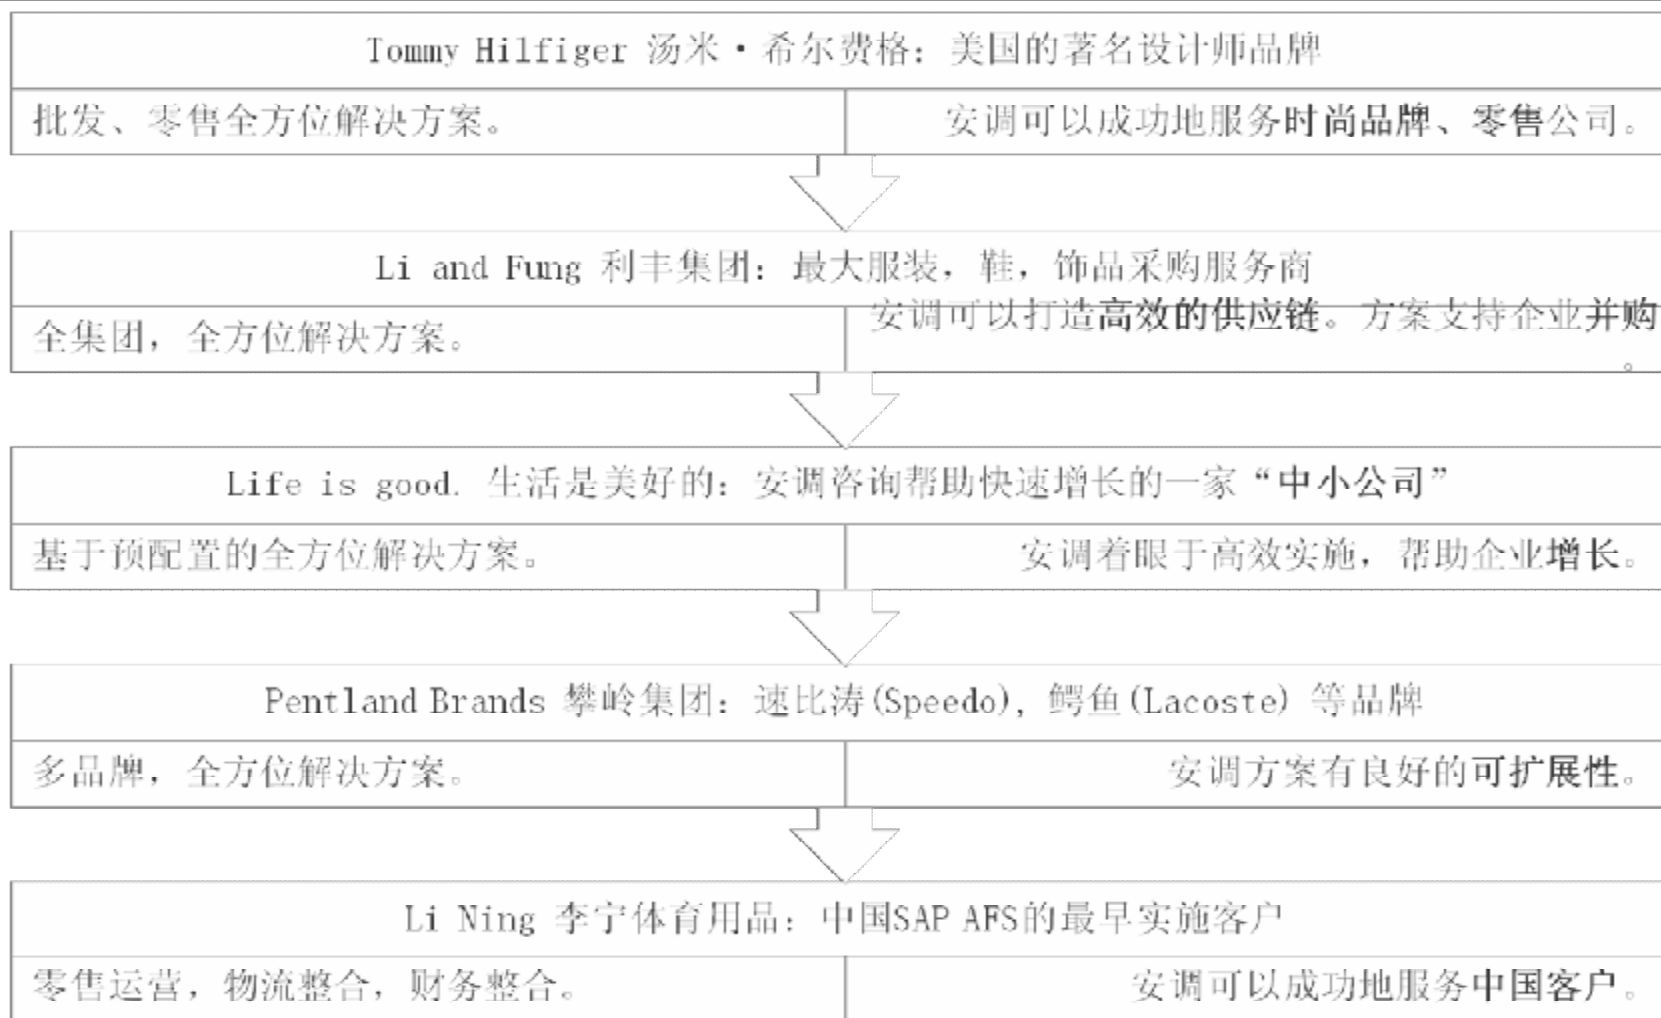 Tommy Hilfiger 汤米·希尔费格：美国的著名设计师品牌
批发、零售全方位解决方案。
安调可以成功地服务时尚品牌、零售公司。
Li and Fung 利丰集团：最大服装，鞋，饰品采购服务商
全集团，全方位解决方案。
安调可以打造高效的供应链。方案支持企业并购
。
Life is good. 生活是美好的：安调咨询帮助快速增长的一家“中小公司”
基于预配置的全方位解决方案。
安调着眼于高效实施，帮助企业增长。
Pentland Brands 攀岭集团：速比涛(Speedo), 鳄鱼(Lacoste) 等品牌
多品牌，全方位解决方案。
安调方案有良好的可扩展性。
Li Ning 李宁体育用品：中国SAP AFS的最早实施客户
零售运营，物流整合，财务整合。
安调可以成功地服务中国客户。